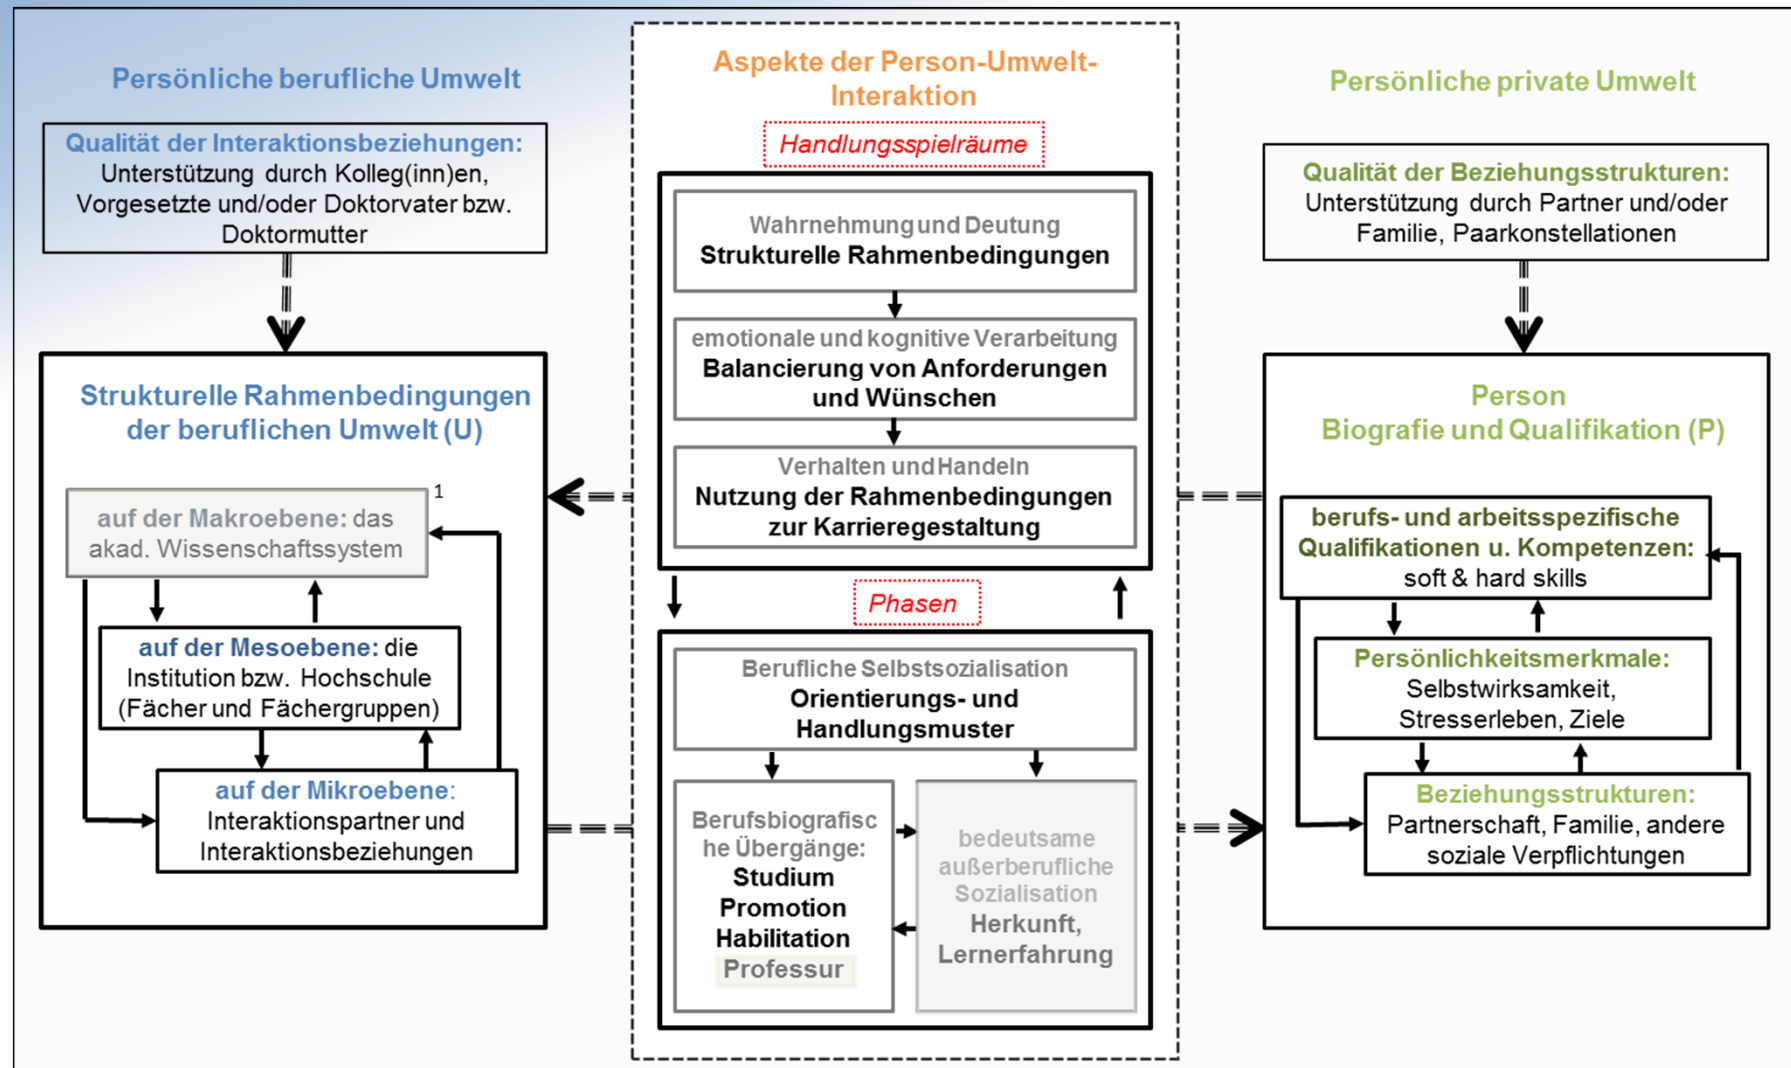 Persönliche berufliche Umwelt
Qualität der Interaktionsbeziehungen:
Unterstützung durch Kolleg(inn)en,
Vorgesetzte und/oder Doktorvater bzw.
Doktormutter
Strukturelle Rahmenbedingungen
der beruflichen Umwelt (U)
1
auf der Makroebene: das
akad. Wissenschaftssystem
auf der Mesoebene: die
Institution bzw. Hochschule
(Fächer und Fächergruppen)
auf der Mikroebene:
Interaktionspartner und
Interaktionsbeziehungen
Aspekte der Person-Umwelt-
Interaktion
Handlungsspielräume
Wahrnehmung und Deutung
Strukturelle Rahmenbedingungen
emotionale und kognitive Verarbeitung
Balancierung von Anforderungen
und Wünschen
Verhalten und Handeln
Nutzung der Rahmenbedingungen
zur Karrieregestaltung
Phasen
Berufliche Selbstsozialisation
Orientierungs- und
Handlungsmuster
Berufsbiografisc
he Übergänge:
Studium
Promotion
Habilitation
Professur
bedeutsame
außerberufliche
Sozialisation
Herkunft,
Lernerfahrung
Persönliche private Umwelt
Qualität der Beziehungsstrukturen:
Unterstützung durch Partner und/oder
Familie, Paarkonstellationen
Person
Biografie und Qualifikation (P)
berufs- und arbeitsspezifische
Qualifikationen u. Kompetenzen:
soft & hard skills
Persönlichkeitsmerkmale:
Selbstwirksamkeit,
Stresserleben, Ziele
Beziehungsstrukturen:
Partnerschaft, Familie, andere
soziale Verpflichtungen